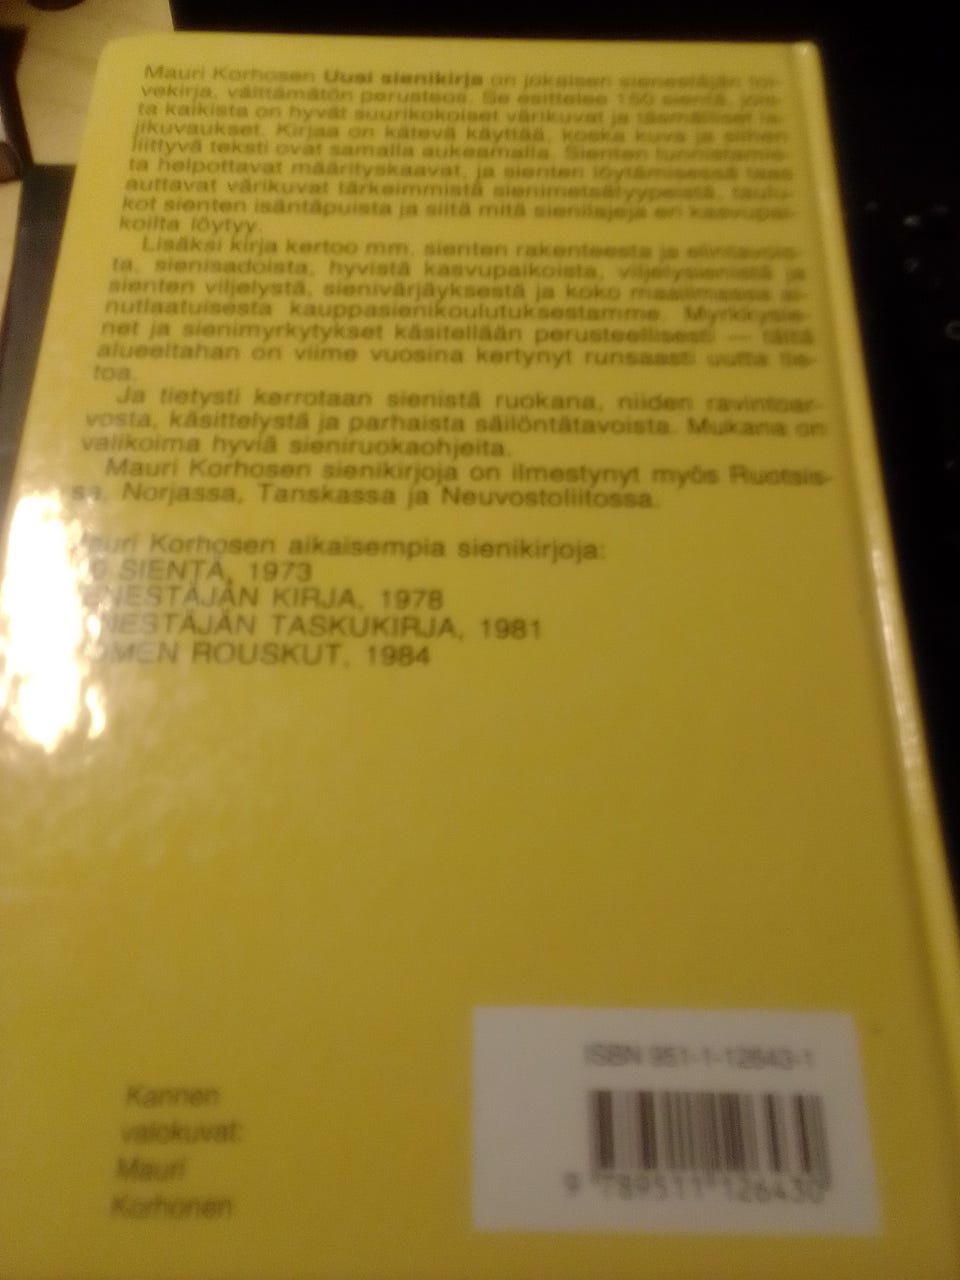 Mauri Korhosen Uusi sienikirja on jokaisen sienestäjän toi-
vekirja, välttämätön perusteos. Se esittelee 150 sientä, jois-
ta kaikista on hyvät suurikokoiset värikuvat ja täsmälliset la-
jikuvaukset. Kirjaa on kätevä käyttää, koska kuva ja siihen
liittyvä teksti ovat samalla aukeamalla. Sienten tunnistamis-
ta helpottavat määrityskaavat, ja sienten löytämisessä taas
auttavat värikuvat tärkeimmistä sienimetsätyypeistä, taulu-
kot sienten isäntäpuista ja siitä mitä sienilajeja eri kasvupai-
koilta löytyy.
Lisäksi kirja kertoo mm. sienten rakenteesta ja elintavois-
ta, sienisadoista, hyvistä kasvupaikoista, viljelysienistä ja
sienten viljelystä, sienivärjäyksestä ja koko maailmassa ai-
nutlaatuisesta kauppasienikoulutuksestamme. Myrkkysie-
net ja sienimyrkytykset käsitellään perusteellisesti — tältä
alueeltahan on viime vuosina kertynyt runsaasti uutta tie-
toa.
Ja tietysti kerrotaan sienistä ruokana, niiden ravintoar-
vosta, käsittelystä ja parhaista säilöntätavoista. Mukana on
valikoima hyviä sieniruokaohjeita.
Mauri Korhosen sienikirjoja on ilmestynyt myös Ruotsis-
sa, Norjassa, Tanskassa ja Neuvostoliitossa.
Mauri Korhosen aikaisempia sienikirjoja:
SIENTÄ, 1973
SIENESTÄJÄN KIRJA, 1978
SIENESTÄJÄN TASKUKIRJA, 1981
SUOMEN ROUSKUT, 1984
ISBN 951-1-12643-1
9 789511 126430
Kannen
valokuvat:
Mauri
Korhonen